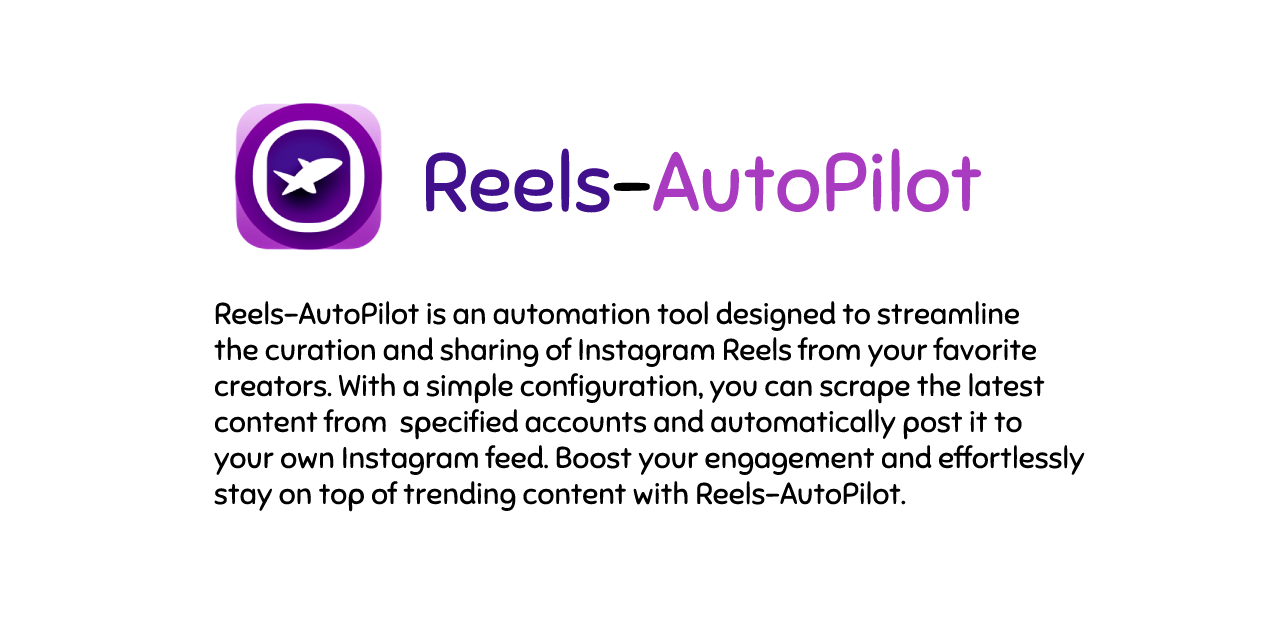 Reels-AutoPilot
Reels-AutoPilot is an automation tool designed to streamline
the curation and sharing of Instagram Reels from your favorite
creators. With a simple configuration, you can scrape the latest
content from  specified accounts and automatically post it to
your own Instagram feed. Boost your engagement and effortlessly
stay on top of trending content with Reels-AutoPilot.